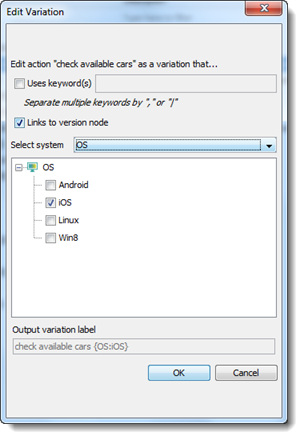 Edit Variation
Edit action "check available cars" as a variation that...
Uses keyword(s)
Separate multiple keywords by "," or "|"
Links to version node
Select system
OS
OS
Android
iOS
Linux
Win8
Output variation label
check available cars {OS:iOS}
OK
Cancel